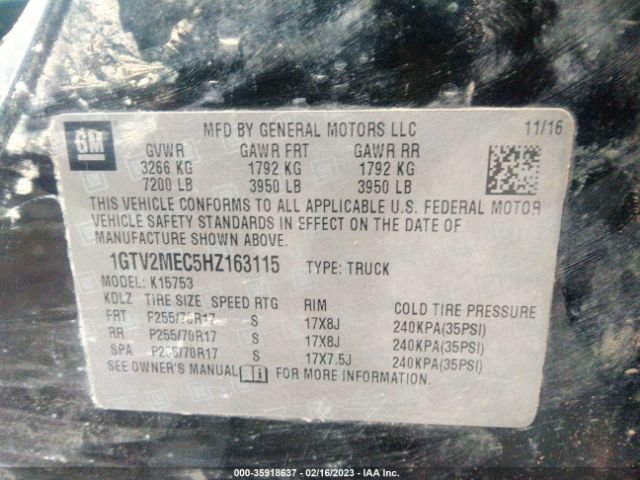 MFD BY GENERAL MOTORS LLC 11/16
GM
GVWR GAWR FRT GAWR RR
3266 KG 1792 KG 1792 KG
7200 LB 3950 LB 3950 LB
THIS VEHICLE CONFORMS TO ALL APPLICABLE U.S. FEDERAL MOTOR
VEHICLE SAFETY STANDARDS IN EFFECT ON THE DATE OF
MANUFACTURE SHOWN ABOVE.
1GTV2MEC5HZ163115 TYPE: TRUCK
MODEL: K15753
KDLZ TIRE SIZE SPEED RTG RIM COLD TIRE PRESSURE
FRT P255/70R17 S 17X8J 240KPA(35PSI)
RR P255/70R17 S 17X8J 240KPA(35PSI)
SPA P255/70R17 S 17X7.5J 240KPA(35PSI)
SEE OWNER'S MANUAL i FOR MORE INFORMATION.
000-35918637 - 02/16/2023 - IAA Inc.